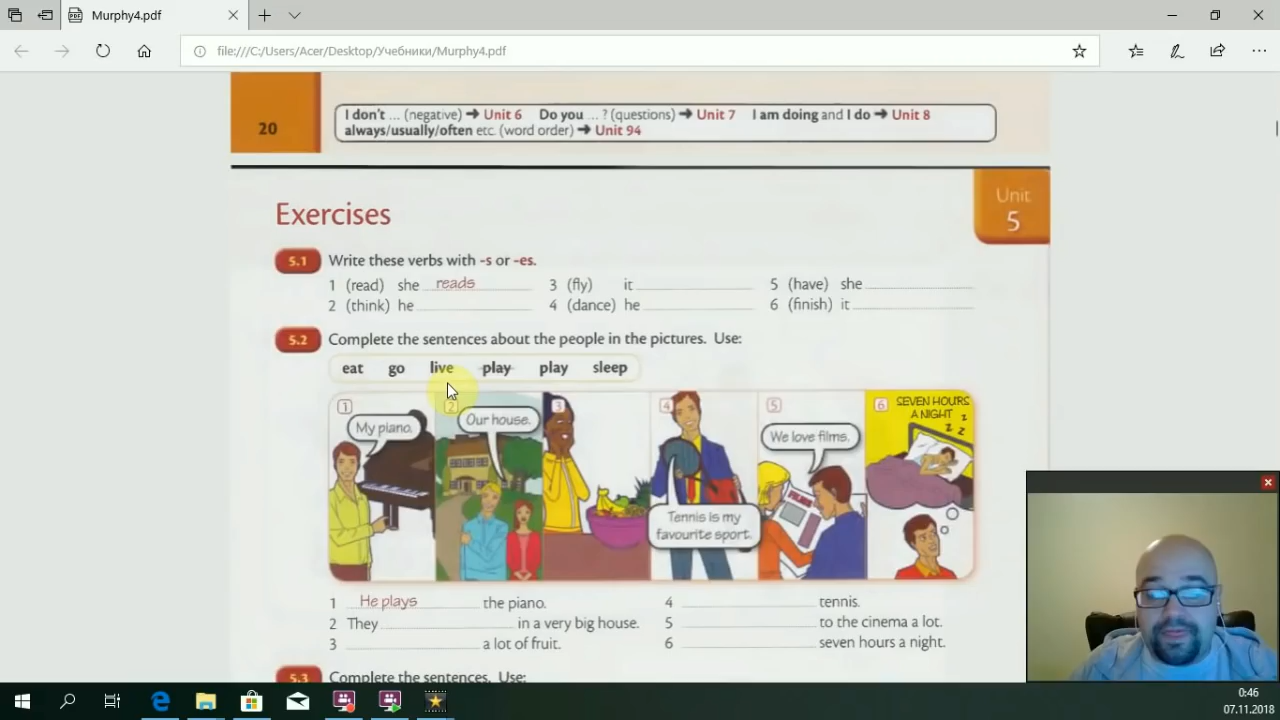 Murphy4.pdf
file:///C:/Users/Acer/Desktop/Учебники/Murphy4.pdf
20
I don't ... (negative) → Unit 6 Do you ... ? (questions) → Unit 7 I am doing and I do → Unit 8
always/usually/often etc. (word order) → Unit 94
Exercises
Unit
5
5.1 Write these verbs with -s or -es.
1 (read) she reads 3 (fly) it 5 (have) she
2 (think) he 4 (dance) he 6 (finish) it
5.2 Complete the sentences about the people in the pictures. Use:
eat go live play play sleep
1 2 3 4 5 6
My piano.
Our house.
Tennis is my
favourite sport.
We love films.
FILMS
SEVEN HOURS
A NIGHT
z z z
1 He plays the piano. 4 tennis.
2 They in a very big house. 5 to the cinema a lot.
3 a lot of fruit. 6 seven hours a night.
5.3 Complete the sentences. Use:
0:46
07.11.2018